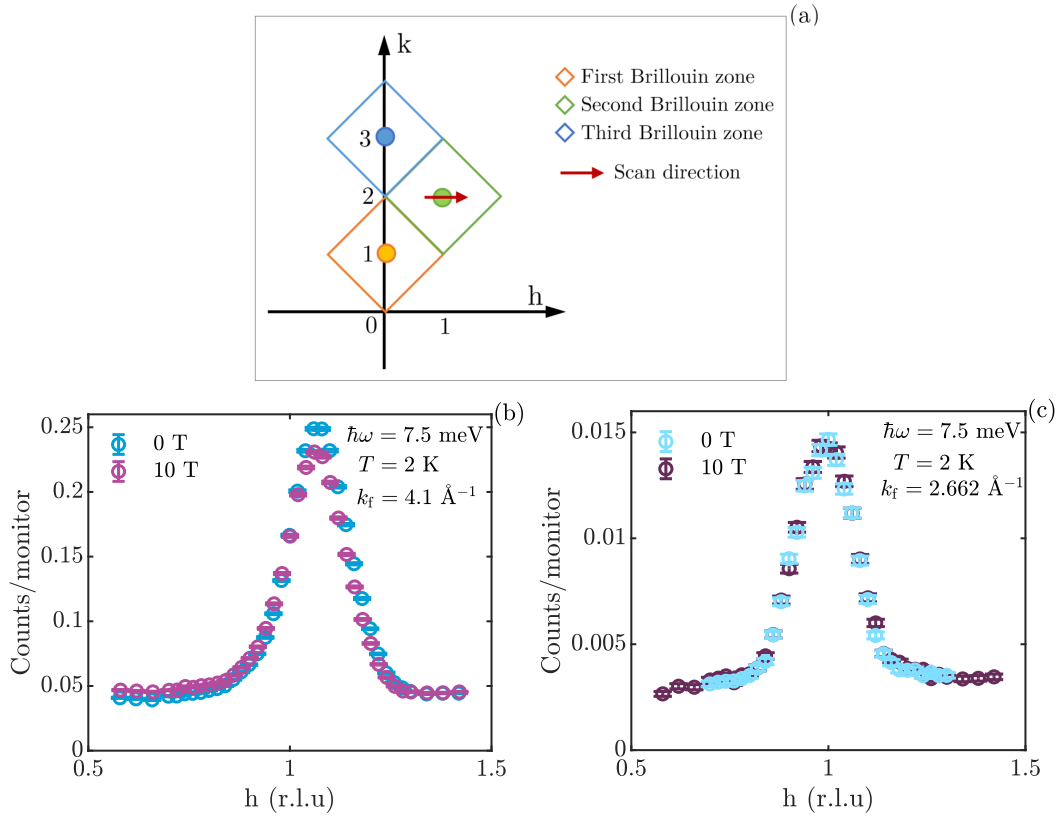 (a)
k
First Brillouin zone
Second Brillouin zone
Third Brillouin zone
Scan direction
3
2
1
h
0
1
(b)
0.25
0.2
0.15
0.1
0.05
0
0 T
10 T
ħω = 7.5 meV
T = 2 K
k_f = 4.1 Å⁻¹
Counts/monitor
0.5
1
1.5
h (r.l.u)
(c)
0.015
0.01
0.005
0
0 T
10 T
ħω = 7.5 meV
T = 2 K
k_f = 2.662 Å⁻¹
Counts/monitor
0.5
1
1.5
h (r.l.u)